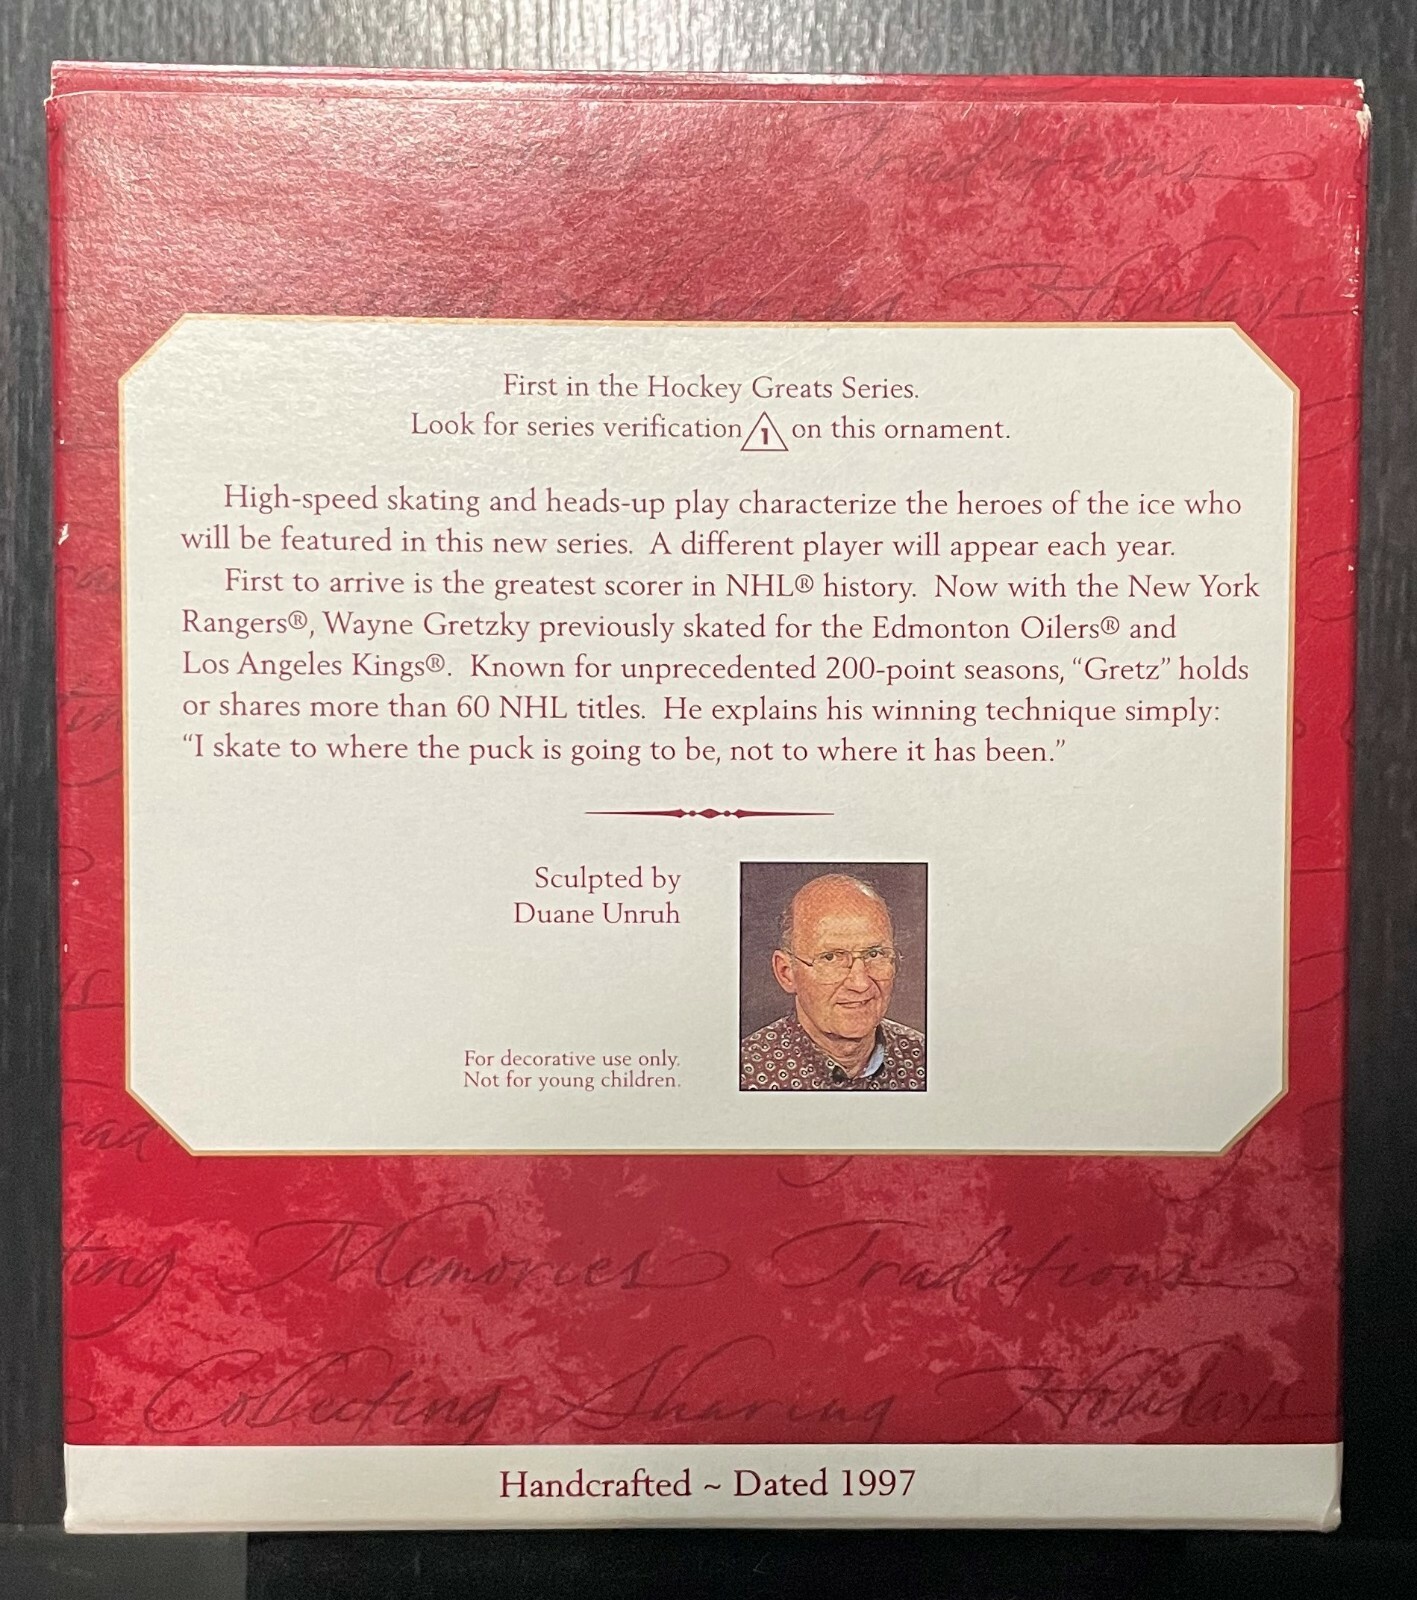 Traditions
Sharing Holidays
First in the Hockey Greats Series.
Look for series verification 1 on this ornament.
High-speed skating and heads-up play characterize the heroes of the ice who
will be featured in this new series. A different player will appear each year.
First to arrive is the greatest scorer in NHL® history. Now with the New York
Rangers®, Wayne Gretzky previously skated for the Edmonton Oilers® and
Los Angeles Kings®. Known for unprecedented 200-point seasons, “Gretz” holds
or shares more than 60 NHL titles. He explains his winning technique simply:
“I skate to where the puck is going to be, not to where it has been.”
Sculpted by
Duane Unruh
For decorative use only.
Not for young children.
ting Memories Traditions
Collecting Sharing Holidays
Handcrafted ~ Dated 1997